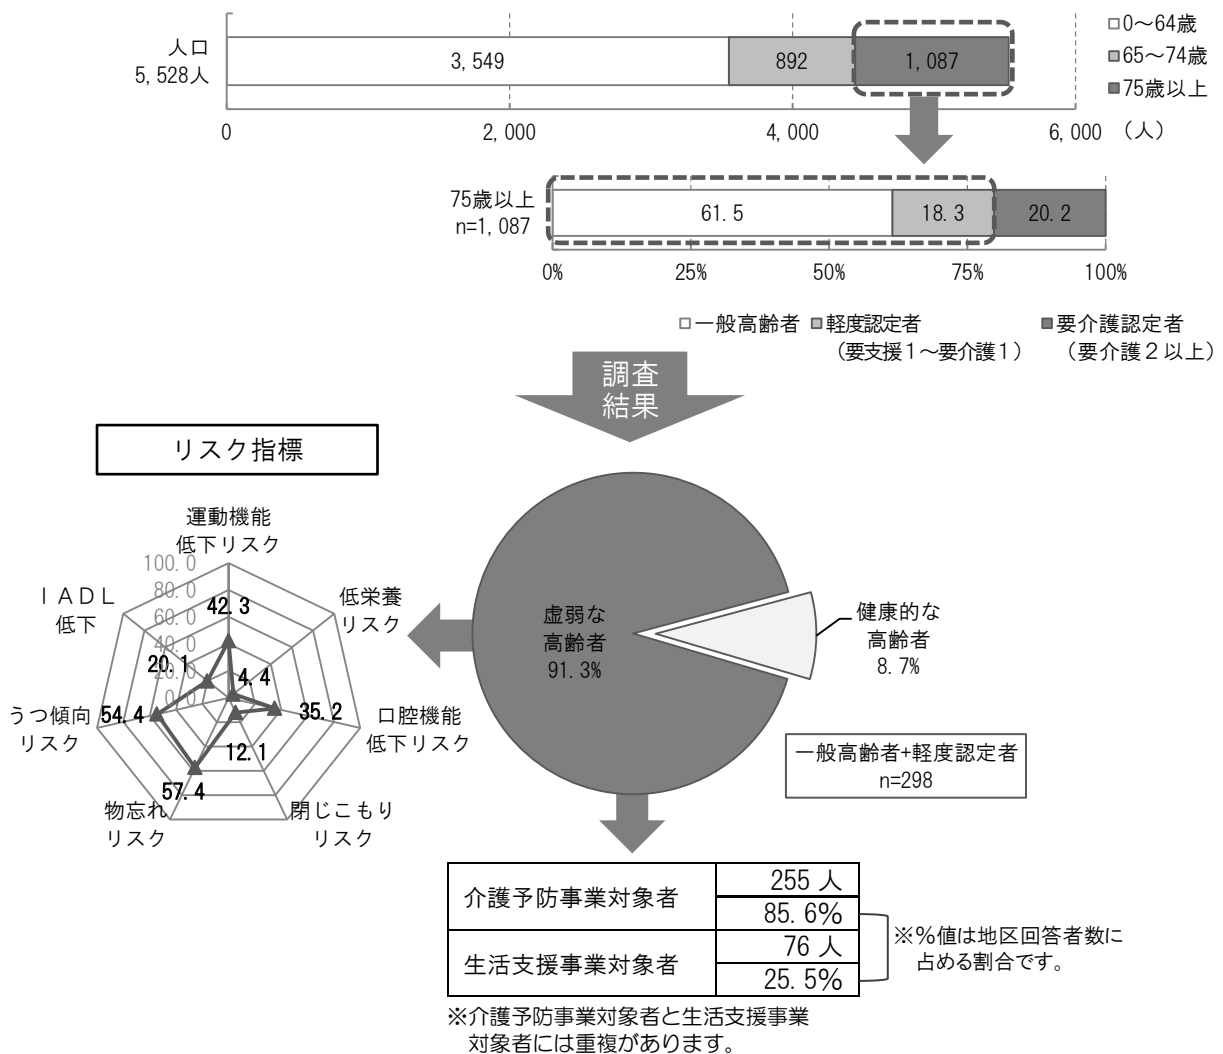 □0～64歳
□65～74歳
■75歳以上
人口
5,528人
3,549
892
1,087
0
2,000
4,000
6,000
（人）
75歳以上
n=1,087
61.5
18.3
20.2
0%
25%
50%
75%
100%
□一般高齢者
■軽度認定者
（要支援１～要介護１）
■要介護認定者
（要介護２以上）
調査
結果
リスク指標
運動機能
低下リスク
低栄養
リスク
口腔機能
低下リスク
閉じこもり
リスク
物忘れ
リスク
うつ傾向
リスク
ＩＡＤＬ
低下
100.0
80.0
60.0
40.0
20.0
0.0
42.3
4.4
35.2
12.1
57.4
54.4
20.1
虚弱な
高齢者
91.3%
健康的な
高齢者
8.7%
一般高齢者+軽度認定者
n=298
介護予防事業対象者
255 人
85.6%
生活支援事業対象者
76 人
25.5%
※％値は地区回答者数に
占める割合です。
※介護予防事業対象者と生活支援事業
対象者には重複があります。